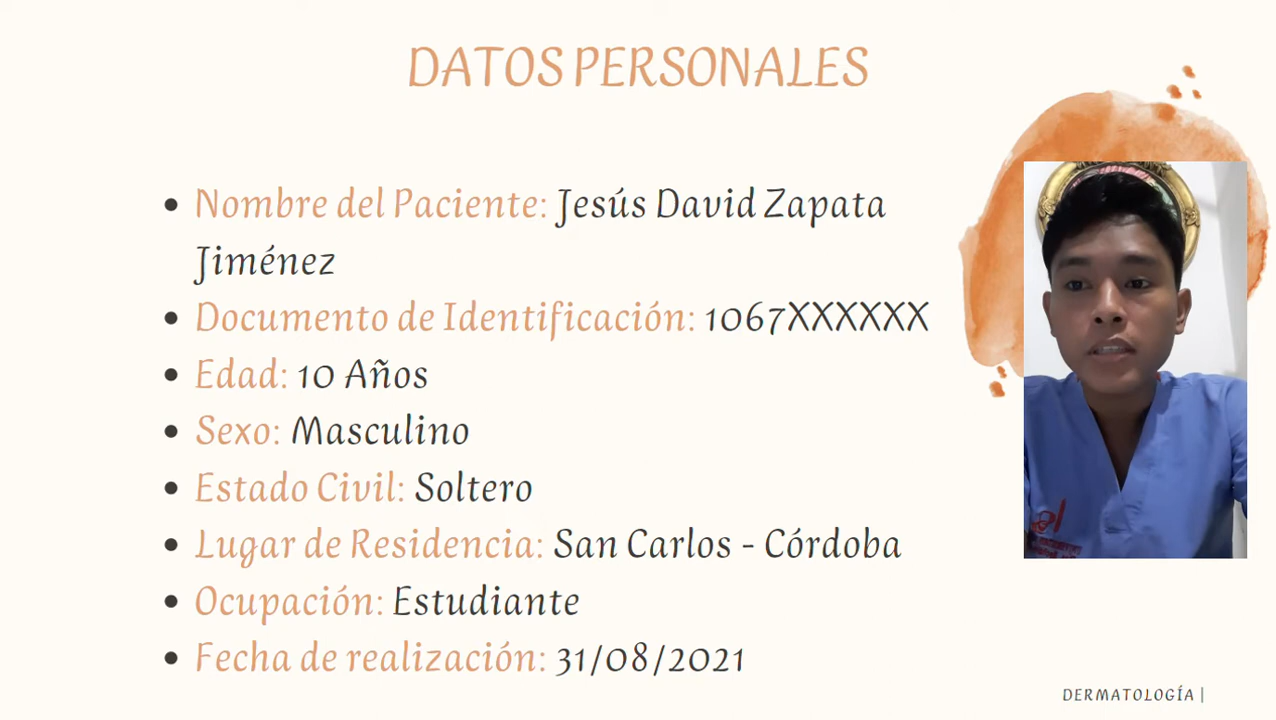 DATOS PERSONALES
• Nombre del Paciente: Jesús David Zapata
Jiménez
• Documento de Identificación: 1067XXXXXX
• Edad: 10 Años
• Sexo: Masculino
• Estado Civil: Soltero
• Lugar de Residencia: San Carlos - Córdoba
• Ocupación: Estudiante
• Fecha de realización: 31/08/2021
DERMATOLOGÍA |